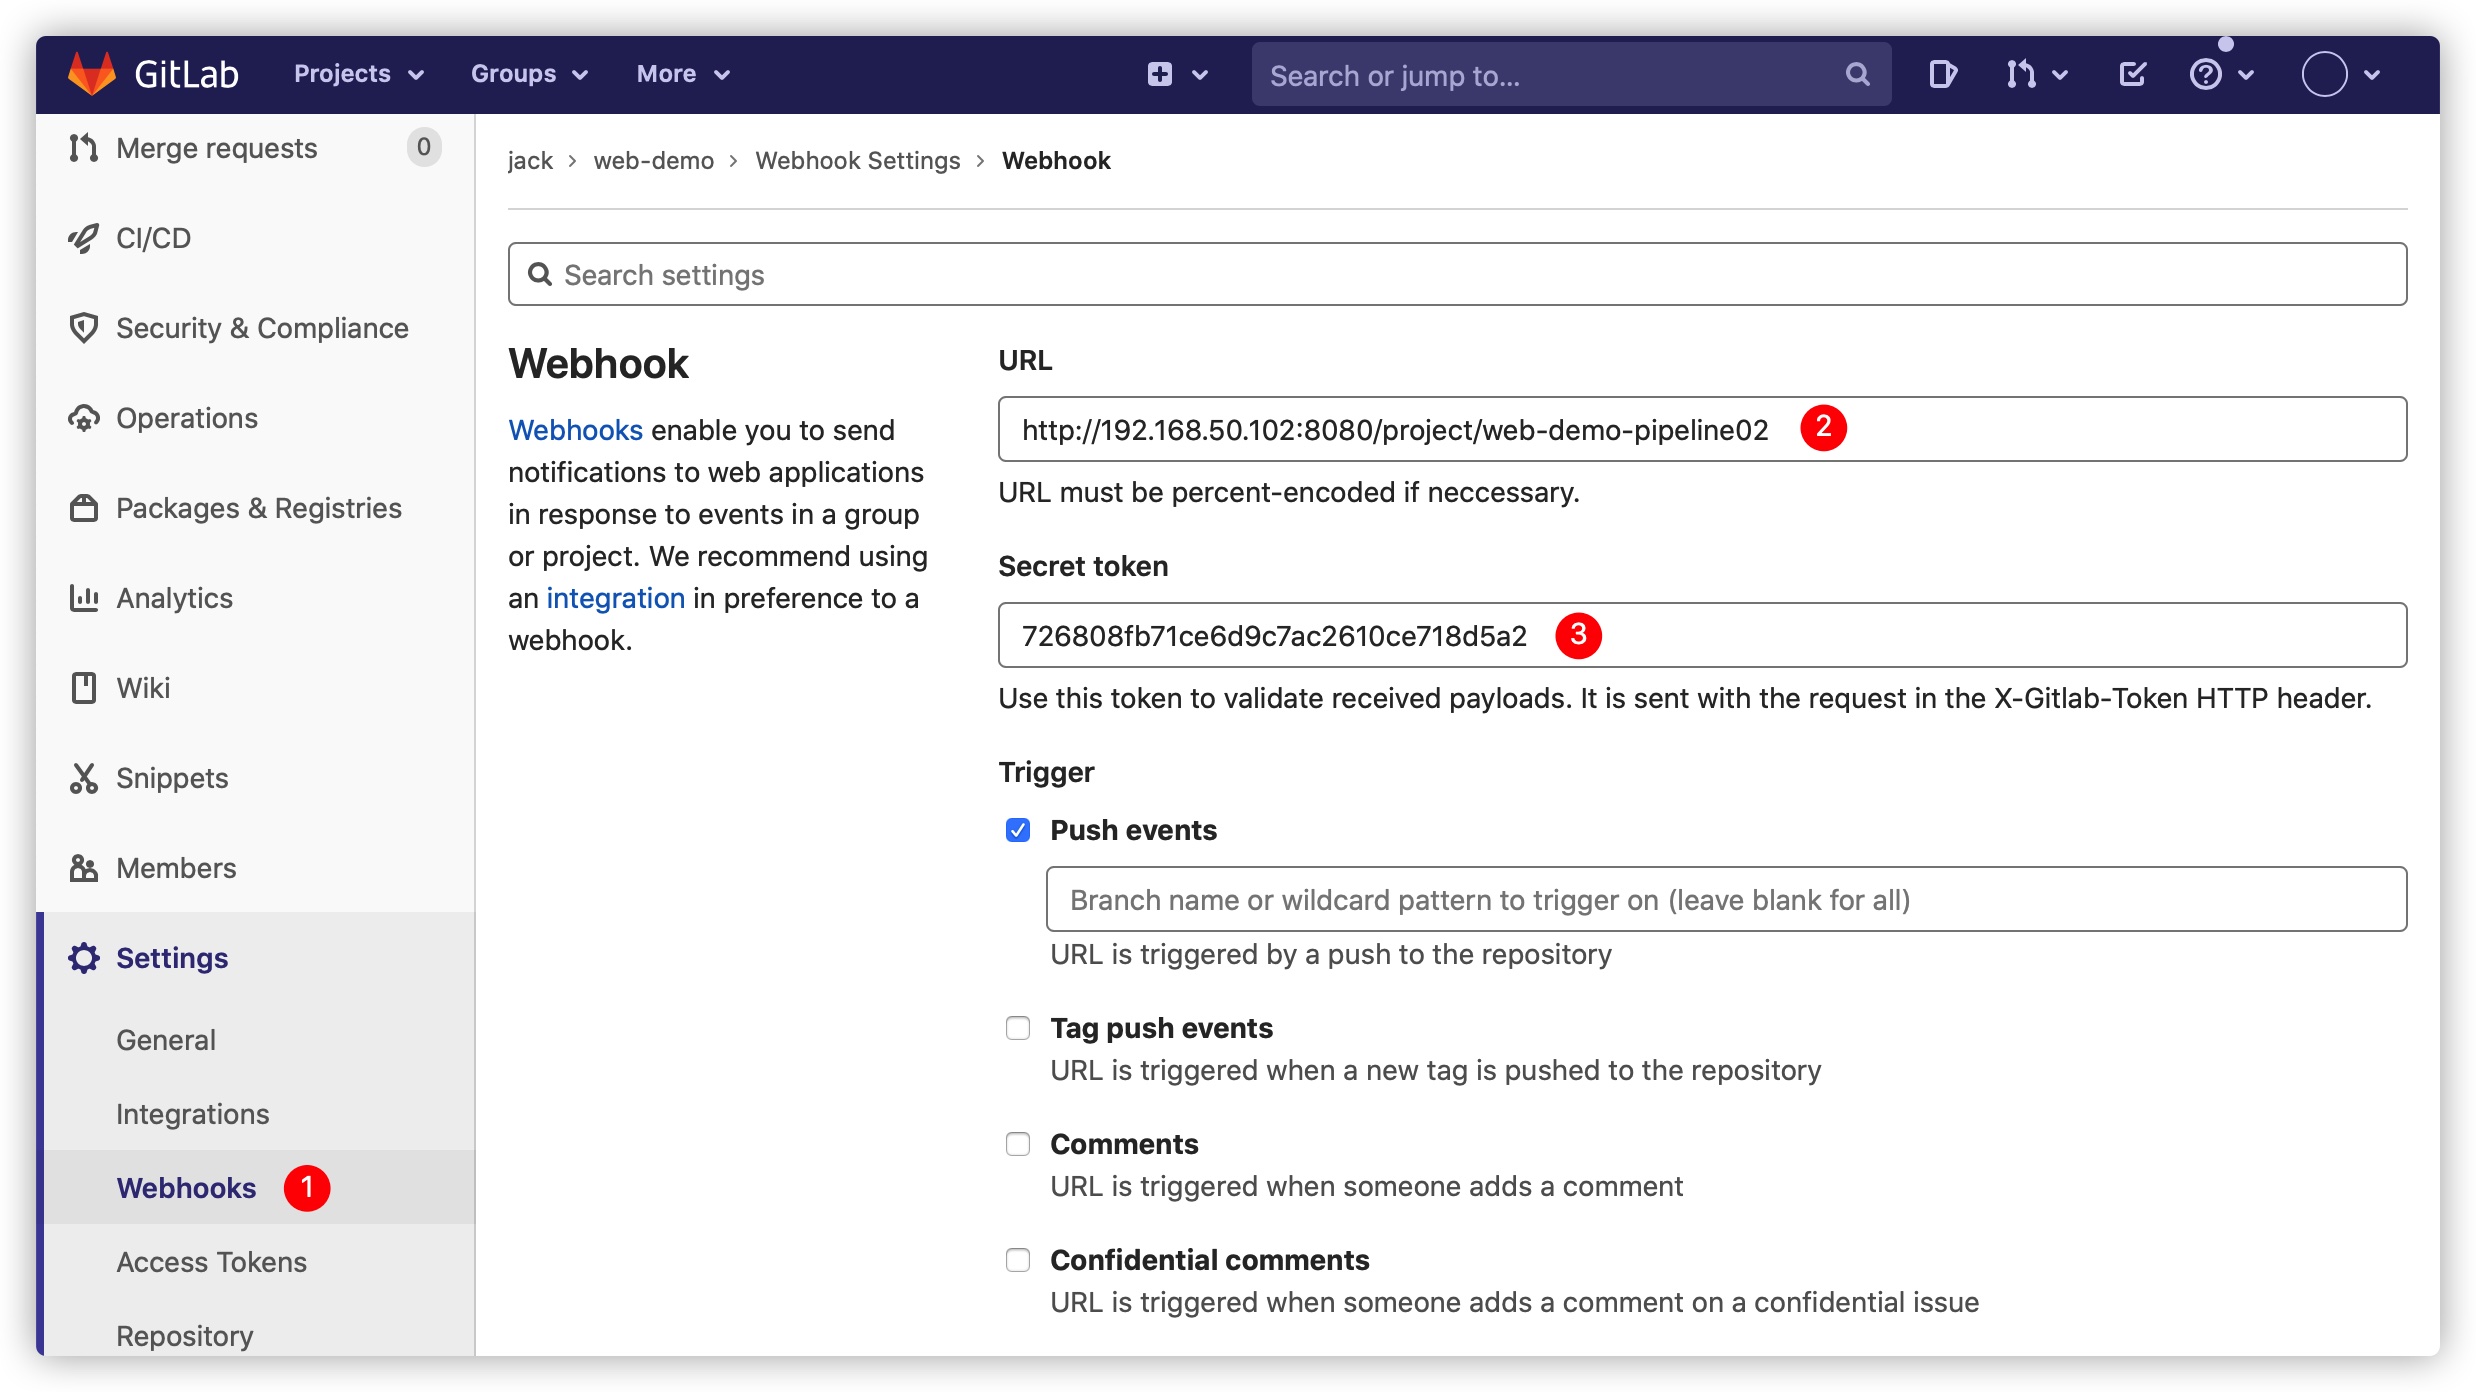 GitLab Projects Groups More Search or jump to...
Merge requests 0
CI/CD
Security & Compliance
Operations
Packages & Registries
Analytics
Wiki
Snippets
Members
Settings
General
Integrations
Webhooks 1
Access Tokens
Repository
jack › web-demo › Webhook Settings › Webhook
Search settings
Webhook
Webhooks enable you to send
notifications to web applications
in response to events in a group
or project. We recommend using
an integration in preference to a
webhook.
URL
http://192.168.50.102:8080/project/web-demo-pipeline02 2
URL must be percent-encoded if neccessary.
Secret token
726808fb71ce6d9c7ac2610ce718d5a2 3
Use this token to validate received payloads. It is sent with the request in the X-Gitlab-Token HTTP header.
Trigger
Push events
Branch name or wildcard pattern to trigger on (leave blank for all)
URL is triggered by a push to the repository
Tag push events
URL is triggered when a new tag is pushed to the repository
Comments
URL is triggered when someone adds a comment
Confidential comments
URL is triggered when someone adds a comment on a confidential issue